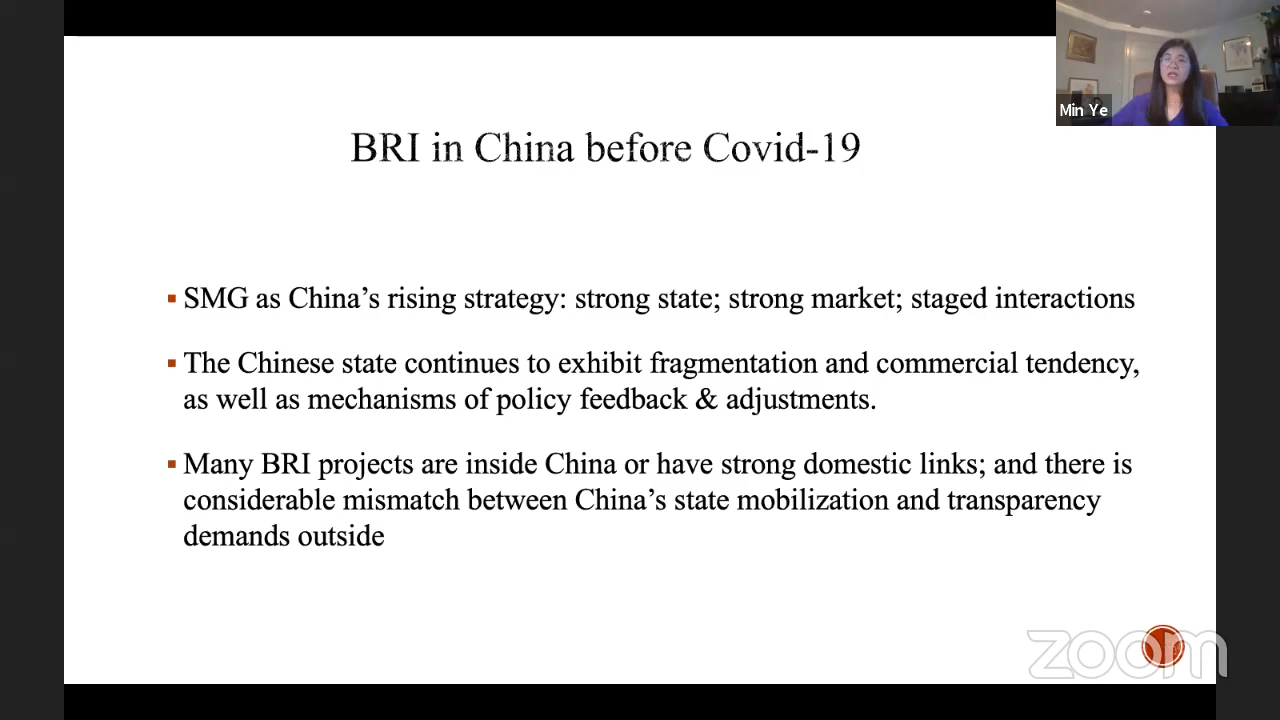 Min Ye
BRI in China before Covid-19
▪ SMG as China’s rising strategy: strong state; strong market; staged interactions
▪ The Chinese state continues to exhibit fragmentation and commercial tendency,
as well as mechanisms of policy feedback & adjustments.
▪ Many BRI projects are inside China or have strong domestic links; and there is
considerable mismatch between China’s state mobilization and transparency
demands outside
zoom